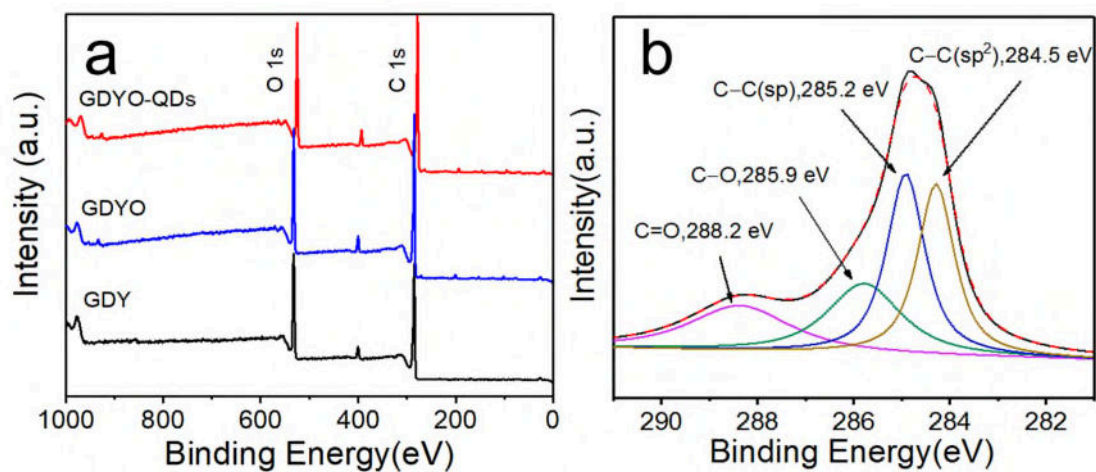 a
O 1s
C 1s
GDYO-QDs
GDYO
GDY
Intensity (a.u.)
1000 800 600 400 200 0
Binding Energy(eV)
b
C–C(sp²),284.5 eV
C–C(sp),285.2 eV
C–O,285.9 eV
C=O,288.2 eV
Intensity(a.u.)
290 288 286 284 282
Binding Energy(eV)